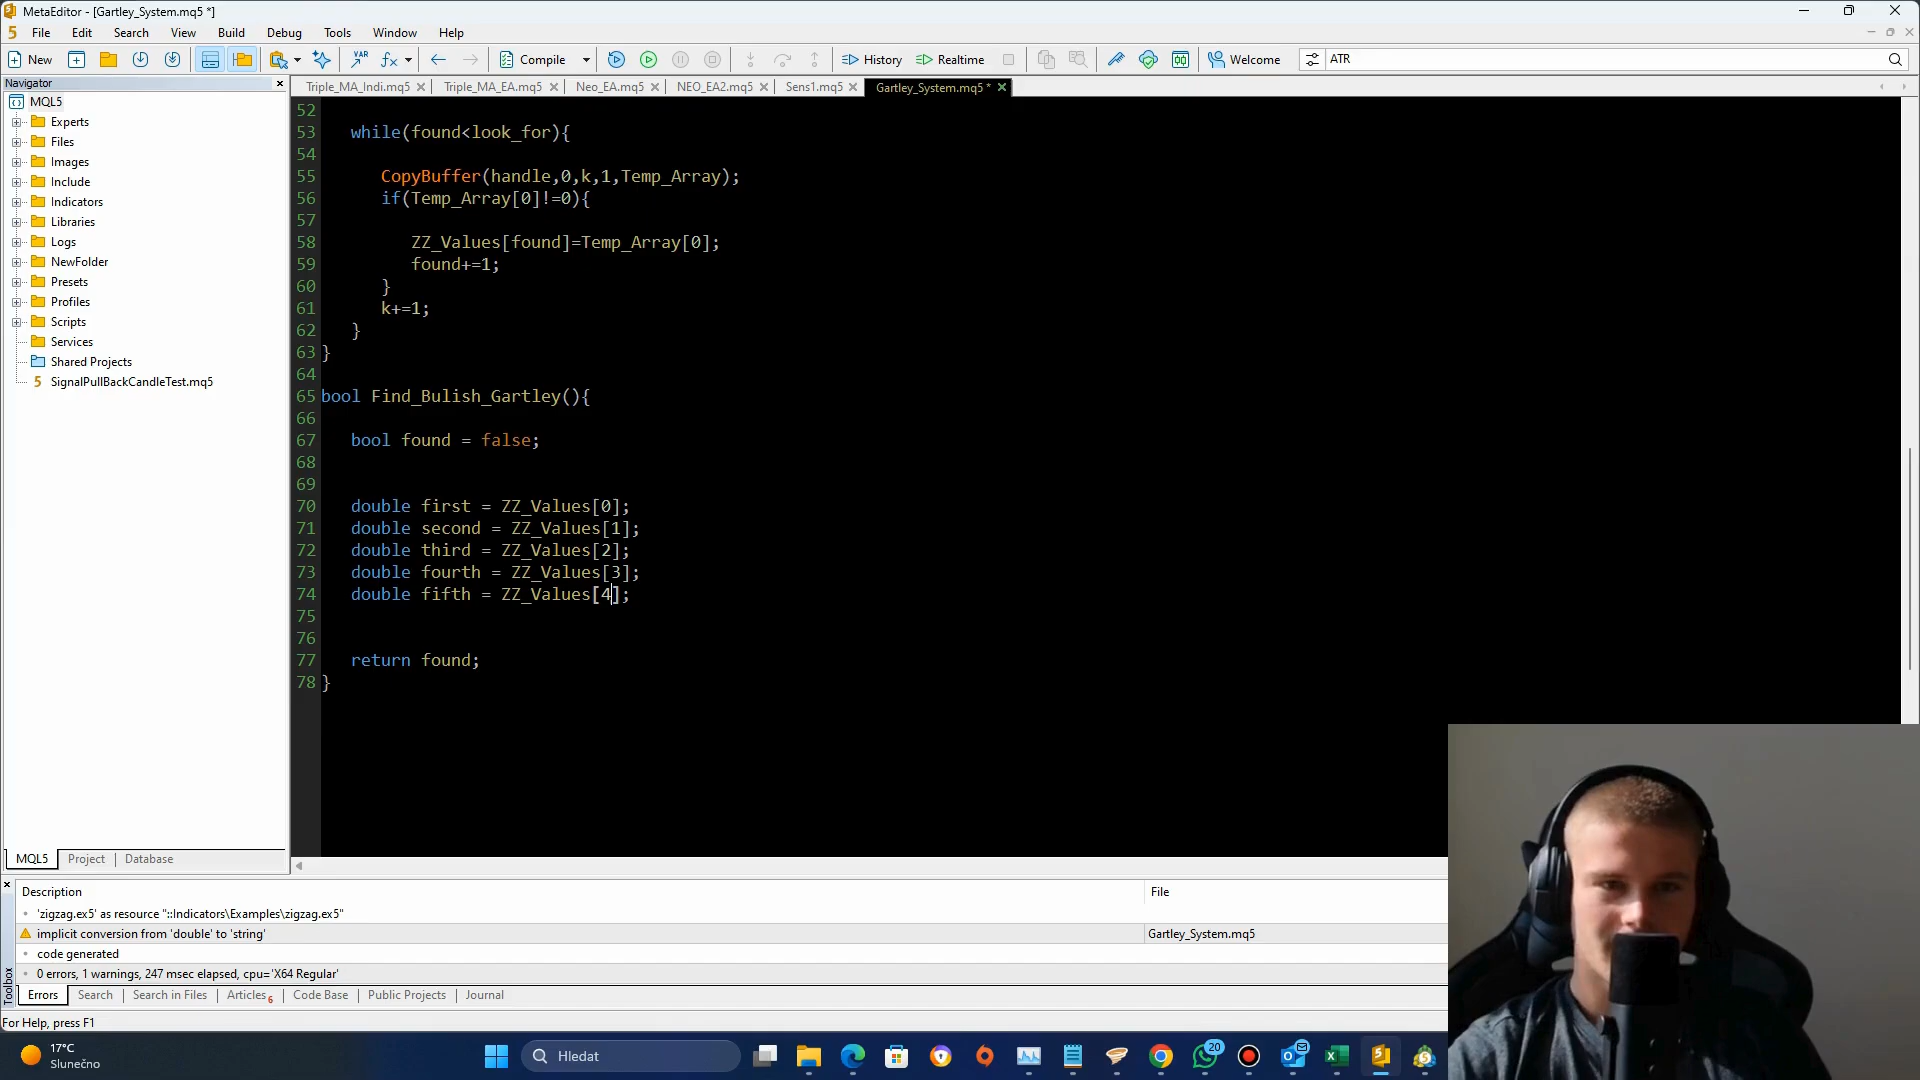 MetaEditor - [Gartley_System.mq5 *]
5 File Edit Search View Build Debug Tools Window Help
New Compile History Realtime Welcome ATR
Navigator
Triple_MA_Indi.mq5 Triple_MA_EA.mq5 Neo_EA.mq5 NEO_EA2.mq5 Sens1.mq5 Gartley_System.mq5 *
MQL5
Experts
Files
Images
Include
Indicators
Libraries
Logs
NewFolder
Presets
Profiles
Scripts
Services
Shared Projects
5 SignalPullBackCandleTest.mq5
MQL5 Project Database
52
53 while(found<look_for){
54
55 CopyBuffer(handle,0,k,1,Temp_Array);
56 if(Temp_Array[0]!=0){
57
58 ZZ_Values[found]=Temp_Array[0];
59 found+=1;
60 }
61 k+=1;
62 }
63 }
64
65 bool Find_Bulish_Gartley(){
66
67 bool found = false;
68
69
70 double first = ZZ_Values[0];
71 double second = ZZ_Values[1];
72 double third = ZZ_Values[2];
73 double fourth = ZZ_Values[3];
74 double fifth = ZZ_Values[4];
75
76
77 return found;
78 }
Toolbox
Description File
'zigzag.ex5' as resource "::Indicators\Examples\zigzag.ex5"
implicit conversion from 'double' to 'string' Gartley_System.mq5
code generated
0 errors, 1 warnings, 247 msec elapsed, cpu='X64 Regular'
Errors Search Search in Files Articles 6 Code Base Public Projects Journal
For Help, press F1
17°C
Slunečno
Hledat
20